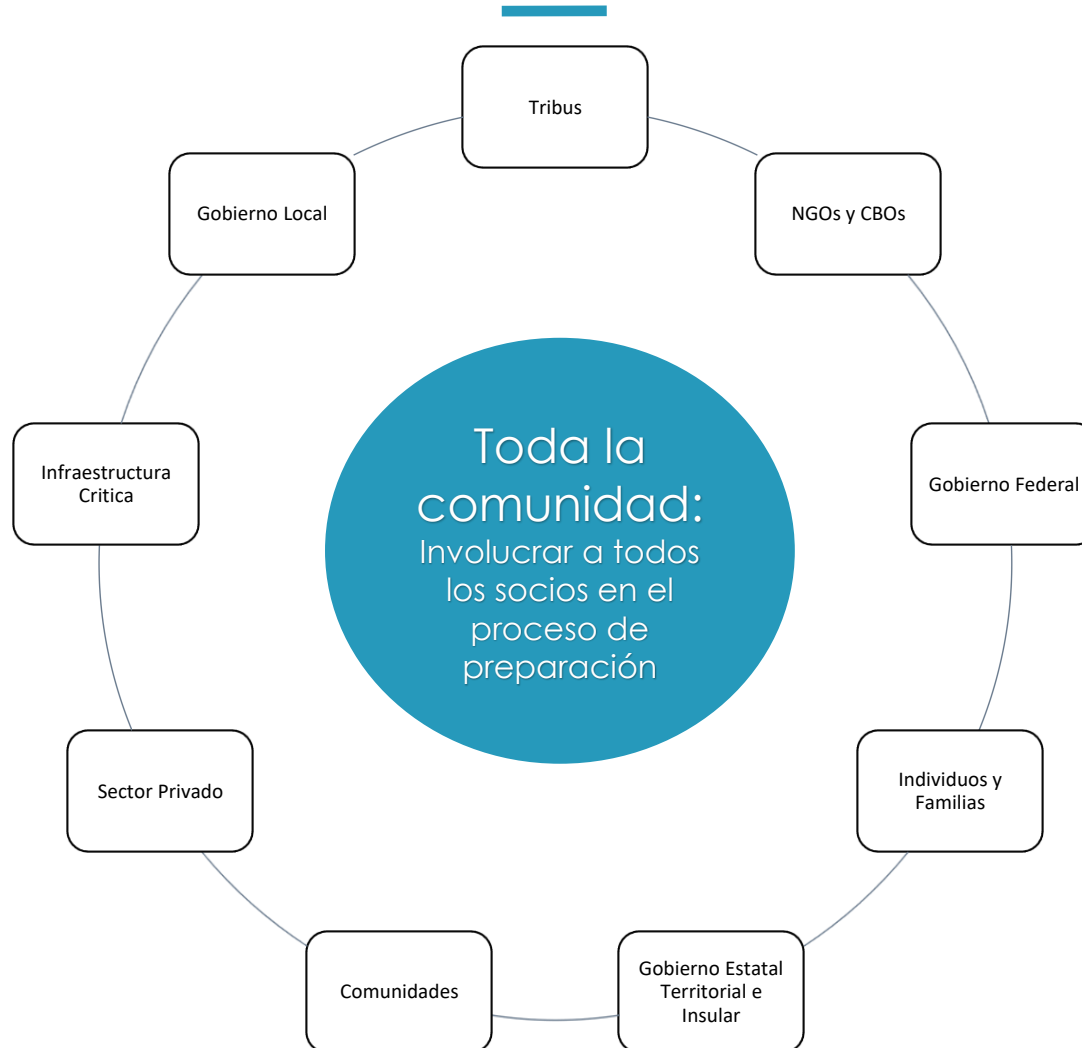 Tribus
NGOs y CBOs
Gobierno Federal
Individuos y
Familias
Gobierno Estatal
Territorial e
Insular
Comunidades
Sector Privado
Infraestructura
Critica
Gobierno Local
Toda la
comunidad:
Involucrar a todos
los socios en el
proceso de
preparación